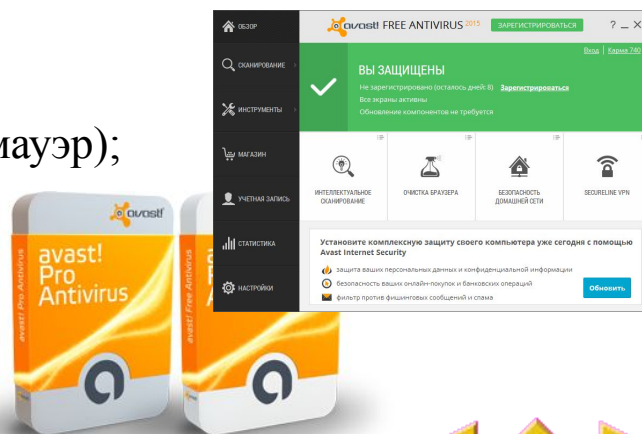 ОБЗОР
avast! FREE ANTIVIRUS 2015
ЗАРЕГИСТРИРОВАТЬСЯ
? _ X
Вход | Карма 740
СКАНИРОВАНИЕ
ВЫ ЗАЩИЩЕНЫ
Не зарегистрировано (осталось дней: 8) Зарегистрироваться
Все экраны активны
Обновление компонентов не требуется
ИНСТРУМЕНТЫ
мауэр);
МАГАЗИН
УЧЕТНАЯ ЗАПИСЬ
ИНТЕЛЛЕКТУАЛЬНОЕ
СКАНИРОВАНИЕ
ОЧИСТКА БРАУЗЕРА
БЕЗОПАСНОСТЬ
ДОМАШНЕЙ СЕТИ
SECURELINE VPN
СТАТИСТИКА
Установите комплексную защиту своего компьютера уже сегодня с помощью
Avast Internet Security
защита ваших персональных данных и конфиденциальной информации
безопасность ваших онлайн-покупок и банковских операций
фильтр против фишинговых сообщений и спама
Обновить
НАСТРОЙКИ
avast!
avast!
Pro
Antivirus
avast! Pro Antivirus
avast! Free Antivirus